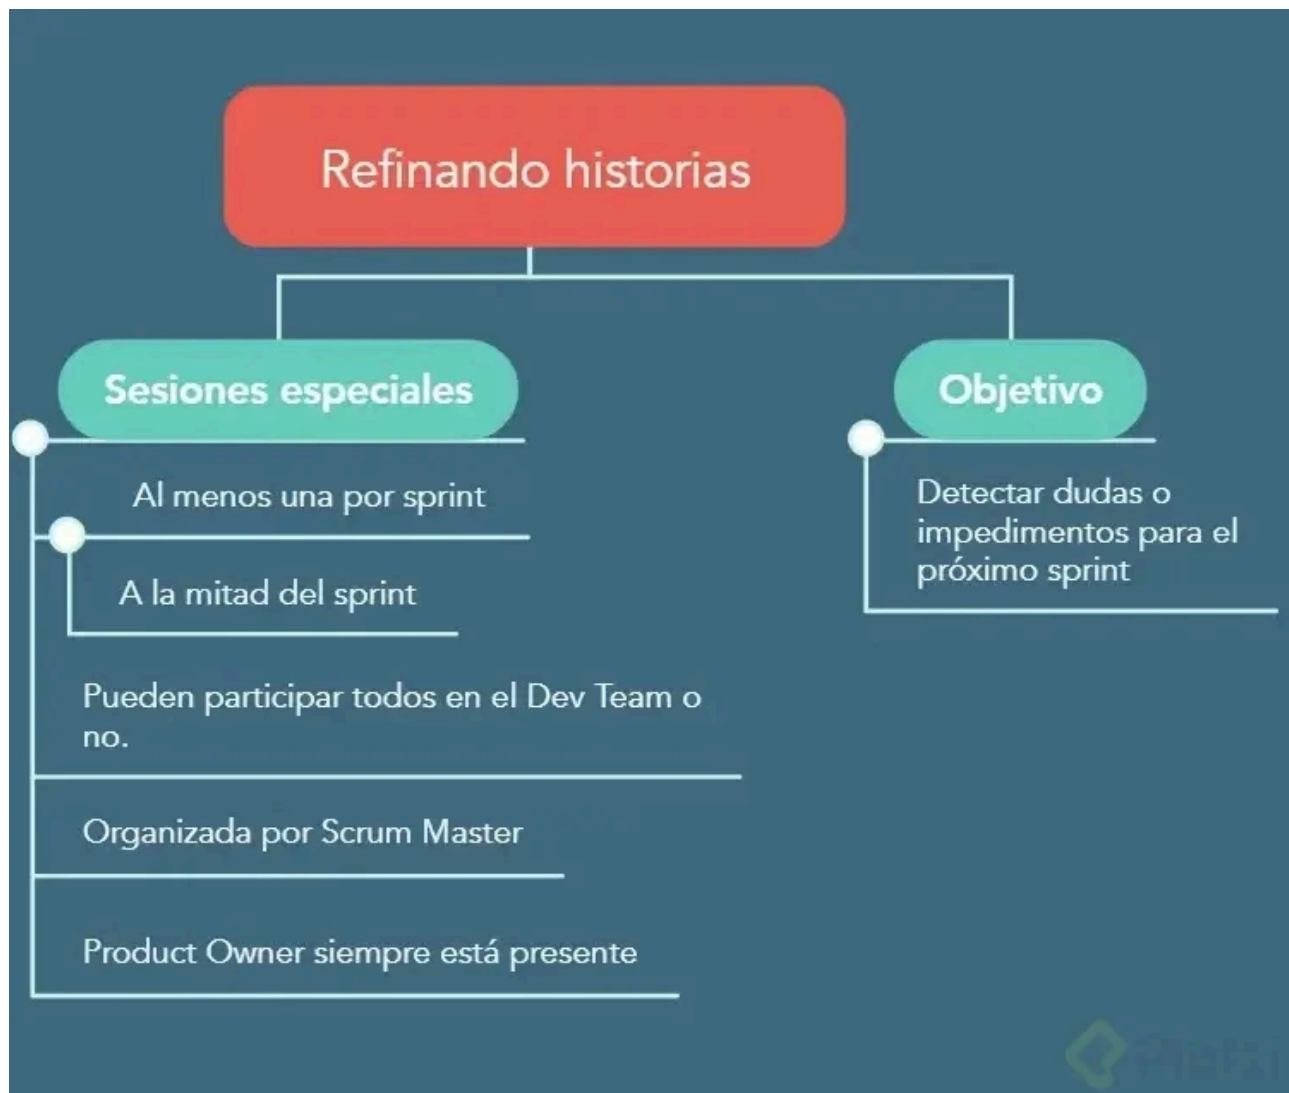 Refinando historias
Sesiones especiales
Al menos una por sprint
A la mitad del sprint
Pueden participar todos en el Dev Team o
no.
Organizada por Scrum Master
Product Owner siempre está presente
Objetivo
Detectar dudas o
impedimentos para el
próximo sprint